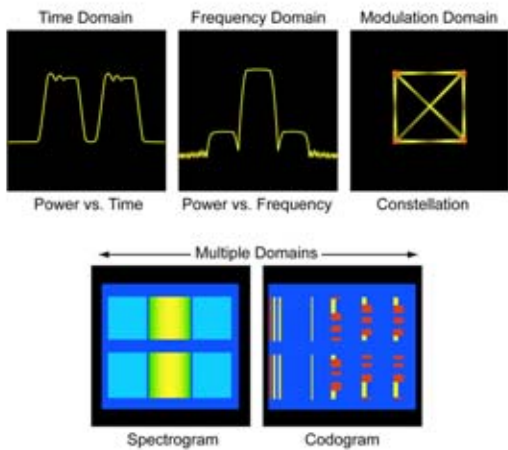 Time Domain
Frequency Domain
Modulation Domain
Power vs. Time
Power vs. Frequency
Constellation
Multiple Domains
Spectrogram
Codogram